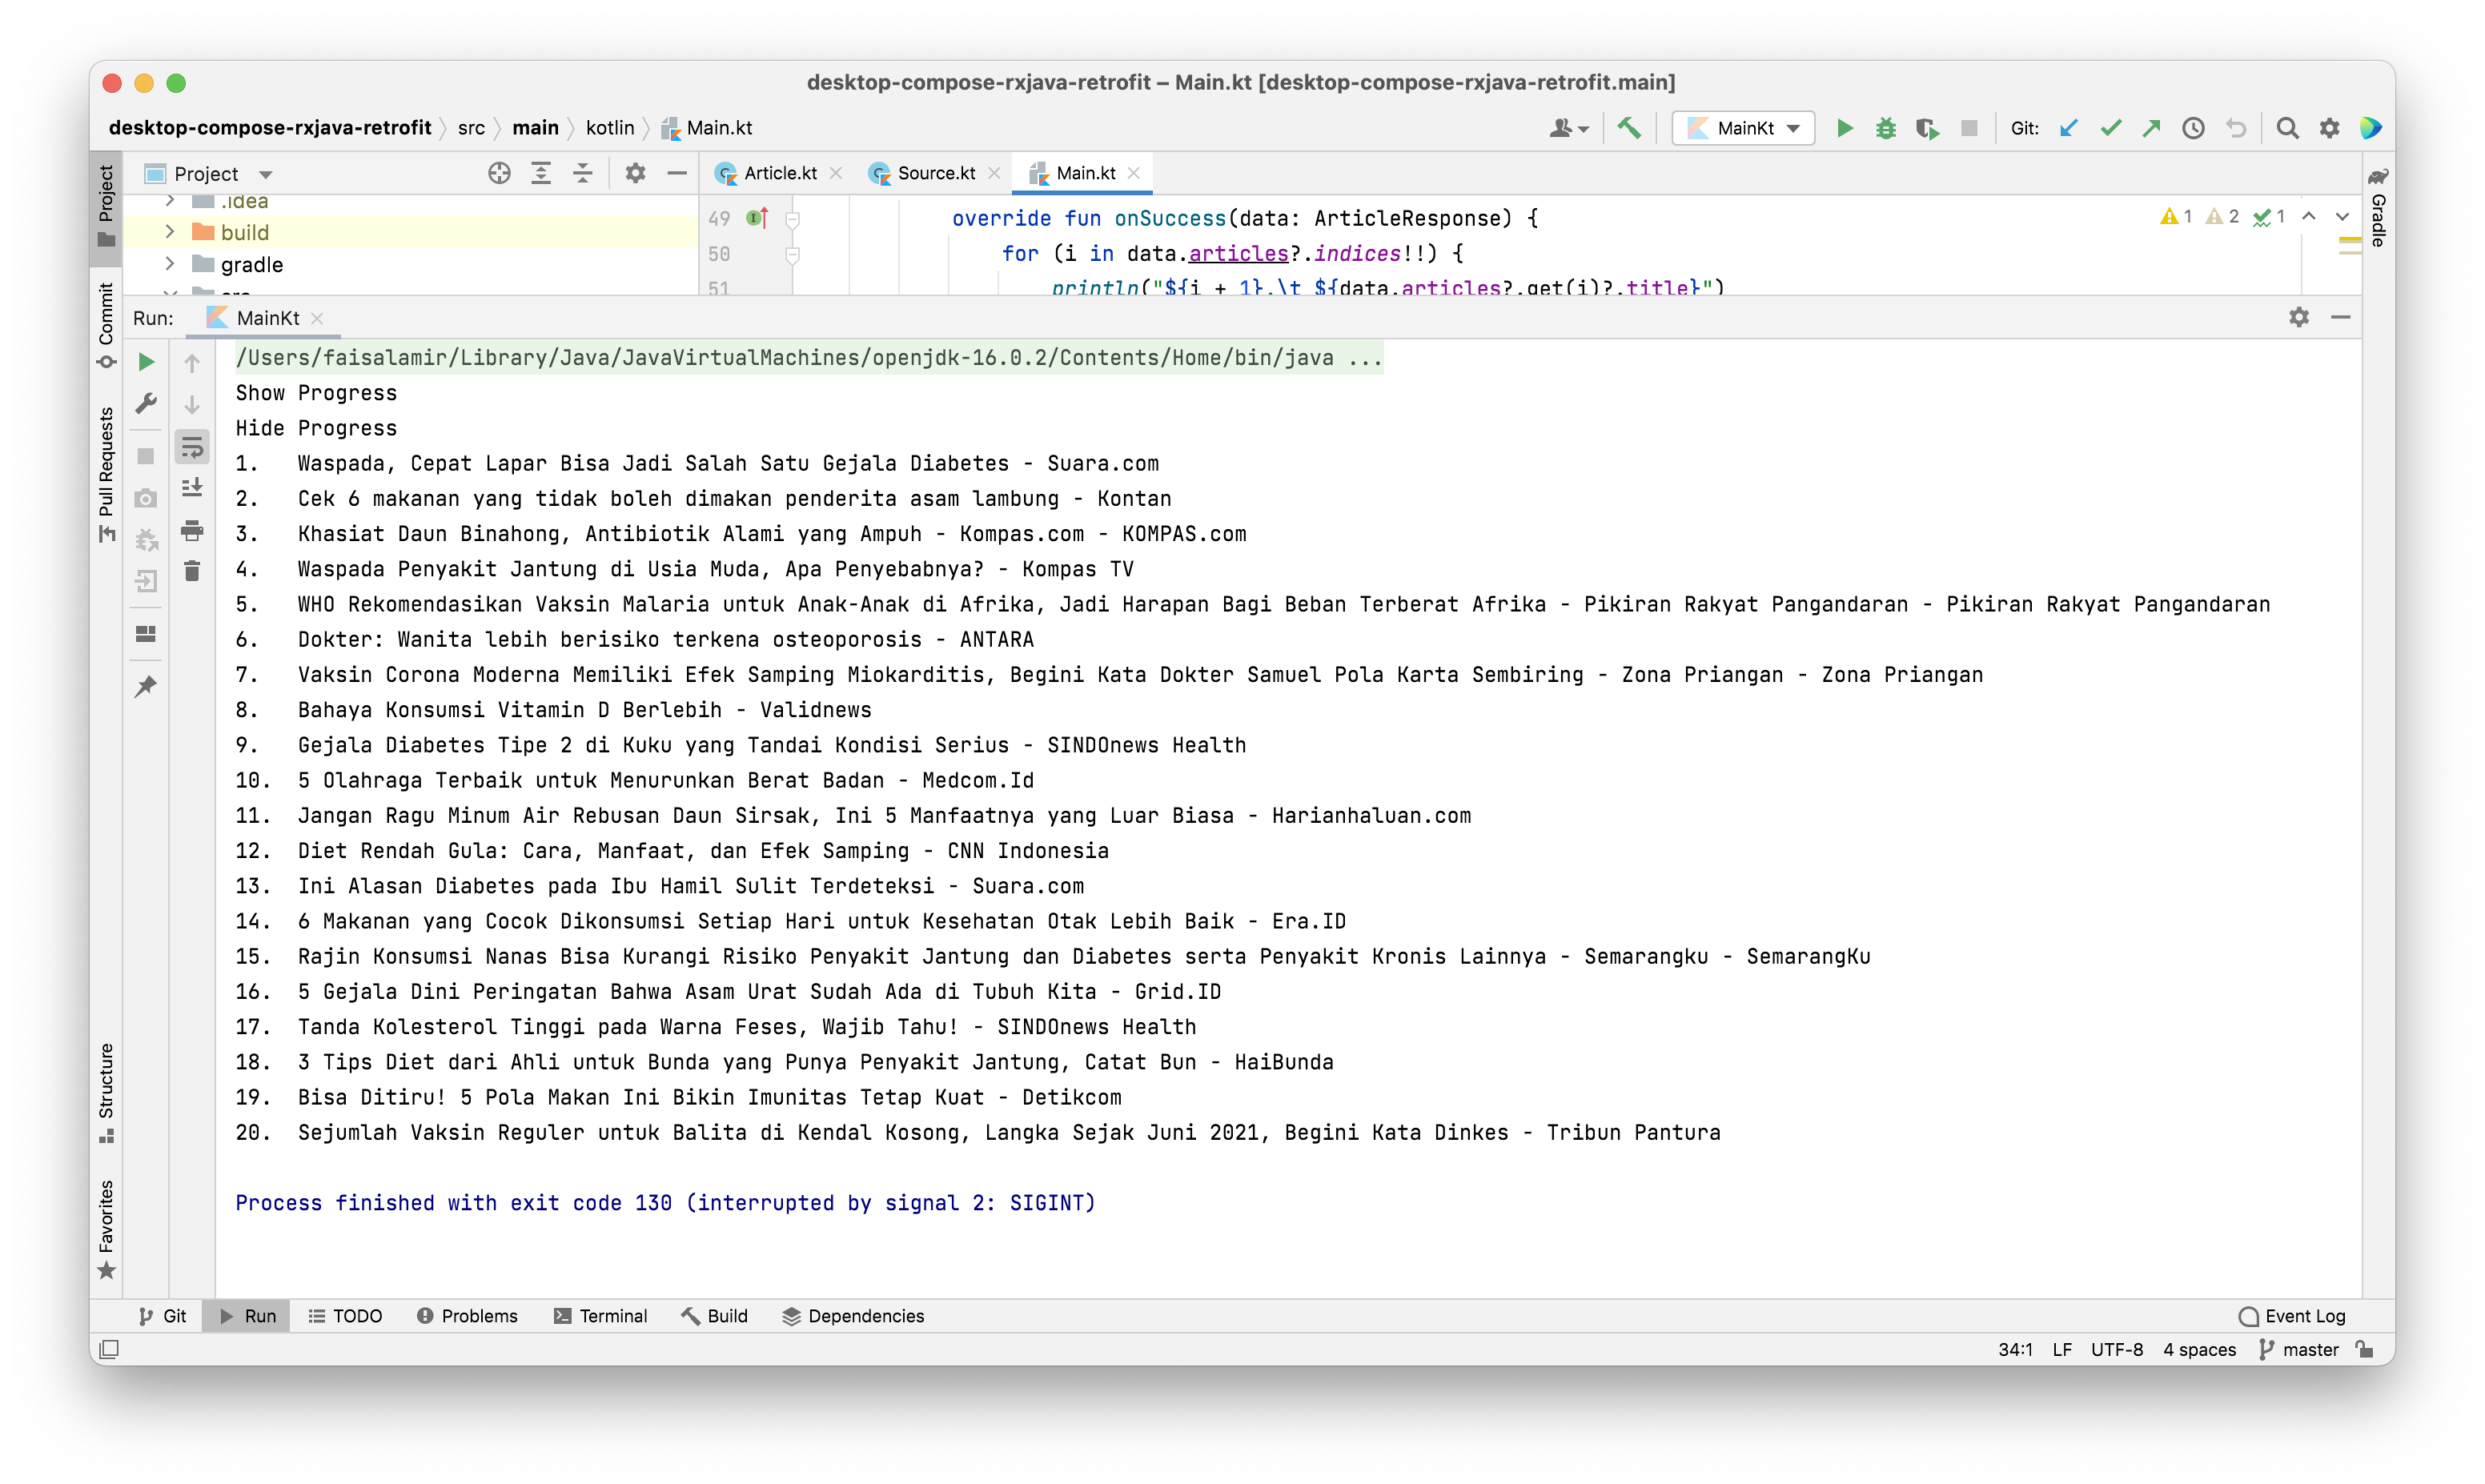 desktop-compose-rxjava-retrofit – Main.kt [desktop-compose-rxjava-retrofit.main]
desktop-compose-rxjava-retrofit src main kotlin Main.kt MainKt Git:
Project
Project Article.kt Source.kt Main.kt
Gradle
.idea
build
gradle
src
49 override fun onSuccess(data: ArticleResponse) { 1 2 1
50 for (i in data.articles?.indices!!) {
51 println("${i + 1}.\t ${data.articles?.get(i)?.title}")
Commit
Pull Requests
Run: MainKt
/Users/faisalamir/Library/Java/JavaVirtualMachines/openjdk-16.0.2/Contents/Home/bin/java ...
Show Progress
Hide Progress
1. Waspada, Cepat Lapar Bisa Jadi Salah Satu Gejala Diabetes - Suara.com
2. Cek 6 makanan yang tidak boleh dimakan penderita asam lambung - Kontan
3. Khasiat Daun Binahong, Antibiotik Alami yang Ampuh - Kompas.com - KOMPAS.com
4. Waspada Penyakit Jantung di Usia Muda, Apa Penyebabnya? - Kompas TV
5. WHO Rekomendasikan Vaksin Malaria untuk Anak-Anak di Afrika, Jadi Harapan Bagi Beban Terberat Afrika - Pikiran Rakyat Pangandaran - Pikiran Rakyat Pangandaran
6. Dokter: Wanita lebih berisiko terkena osteoporosis - ANTARA
7. Vaksin Corona Moderna Memiliki Efek Samping Miokarditis, Begini Kata Dokter Samuel Pola Karta Sembiring - Zona Priangan - Zona Priangan
8. Bahaya Konsumsi Vitamin D Berlebih - Validnews
9. Gejala Diabetes Tipe 2 di Kuku yang Tandai Kondisi Serius - SINDOnews Health
10. 5 Olahraga Terbaik untuk Menurunkan Berat Badan - Medcom.Id
11. Jangan Ragu Minum Air Rebusan Daun Sirsak, Ini 5 Manfaatnya yang Luar Biasa - Harianhaluan.com
12. Diet Rendah Gula: Cara, Manfaat, dan Efek Samping - CNN Indonesia
13. Ini Alasan Diabetes pada Ibu Hamil Sulit Terdeteksi - Suara.com
14. 6 Makanan yang Cocok Dikonsumsi Setiap Hari untuk Kesehatan Otak Lebih Baik - Era.ID
15. Rajin Konsumsi Nanas Bisa Kurangi Risiko Penyakit Jantung dan Diabetes serta Penyakit Kronis Lainnya - Semarangku - SemarangKu
16. 5 Gejala Dini Peringatan Bahwa Asam Urat Sudah Ada di Tubuh Kita - Grid.ID
17. Tanda Kolesterol Tinggi pada Warna Feses, Wajib Tahu! - SINDOnews Health
18. 3 Tips Diet dari Ahli untuk Bunda yang Punya Penyakit Jantung, Catat Bun - HaiBunda
19. Bisa Ditiru! 5 Pola Makan Ini Bikin Imunitas Tetap Kuat - Detikcom
20. Sejumlah Vaksin Reguler untuk Balita di Kendal Kosong, Langka Sejak Juni 2021, Begini Kata Dinkes - Tribun Pantura
Process finished with exit code 130 (interrupted by signal 2: SIGINT)
Structure
Favorites
Git Run TODO Problems Terminal Build Dependencies Event Log
34:1 LF UTF-8 4 spaces master